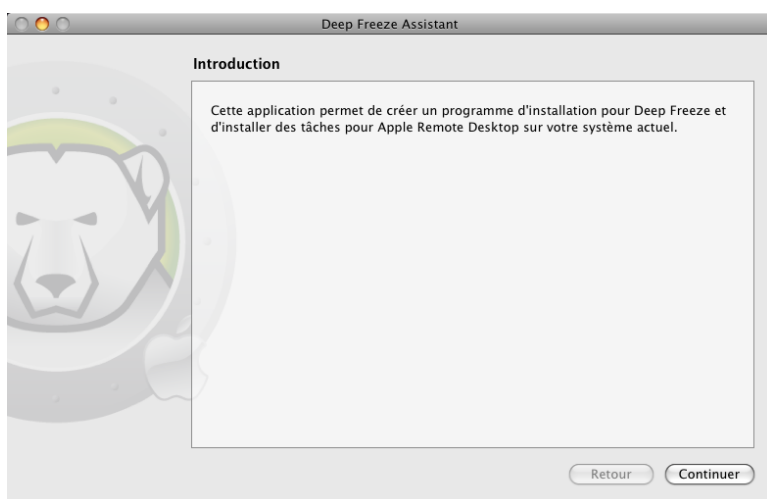 Deep Freeze Assistant
Introduction
Cette application permet de créer un programme d'installation pour Deep Freeze et
d'installer des tâches pour Apple Remote Desktop sur votre système actuel.
Retour
Continuer